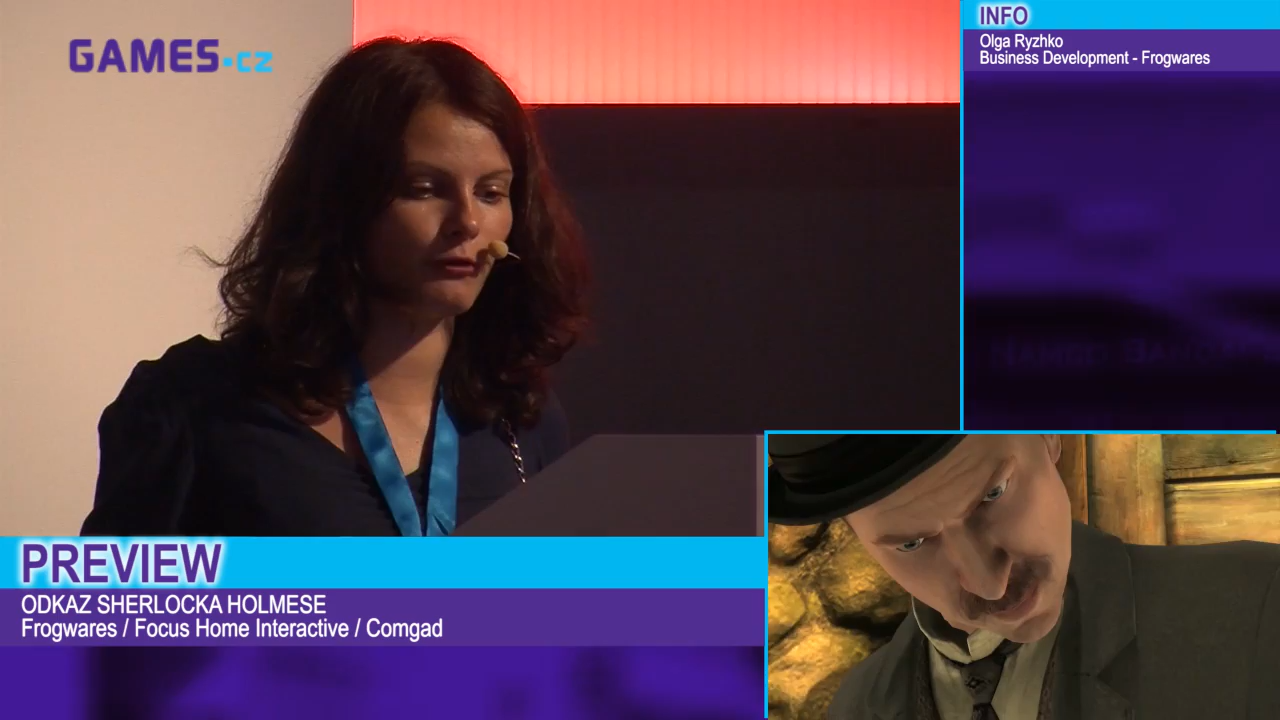 GAMES.cz
INFO
Olga Ryzhko
Business Development - Frogwares
PREVIEW
ODKAZ SHERLOCKA HOLMESE
Frogwares / Focus Home Interactive / Comgad